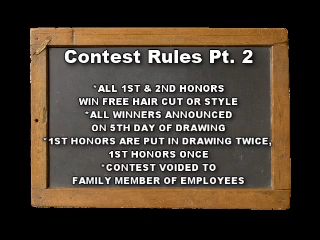 Contest Rules Pt. 2
*ALL 1ST & 2ND HONORS
WIN FREE HAIR CUT OR STYLE
*ALL WINNERS ANNOUNCED
ON 5TH DAY OF DRAWING
*1ST HONORS ARE PUT IN DRAWING TWICE,
1ST HONORS ONCE
*CONTEST VOIDED TO
FAMILY MEMBER OF EMPLOYEES